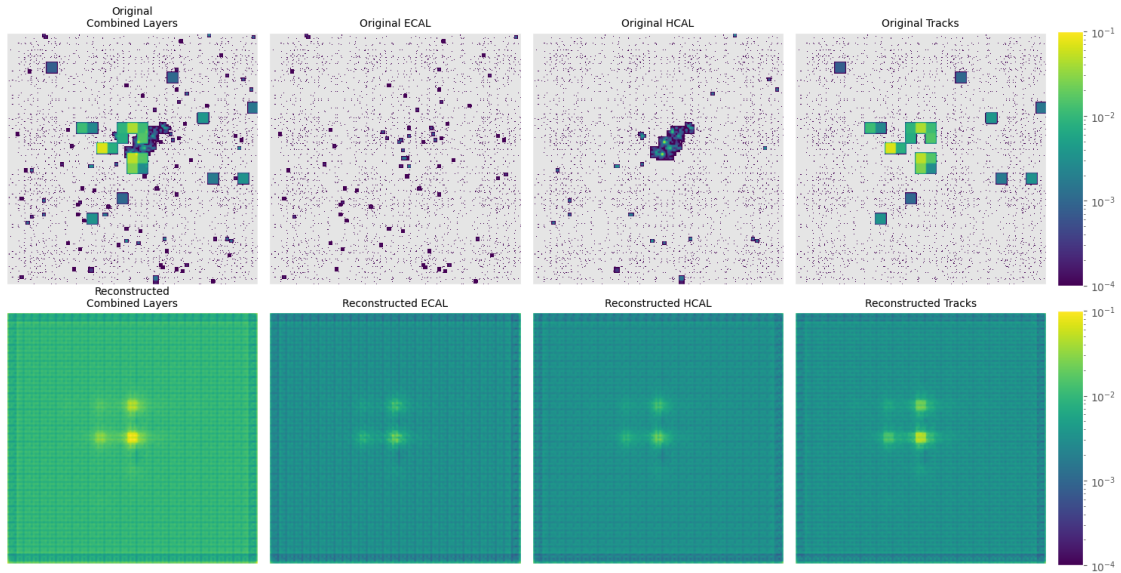 Original
Combined Layers
Original ECAL
Original HCAL
Original Tracks
10⁻¹
10⁻²
10⁻³
10⁻⁴
Reconstructed
Combined Layers
Reconstructed ECAL
Reconstructed HCAL
Reconstructed Tracks
10⁻¹
10⁻²
10⁻³
10⁻⁴